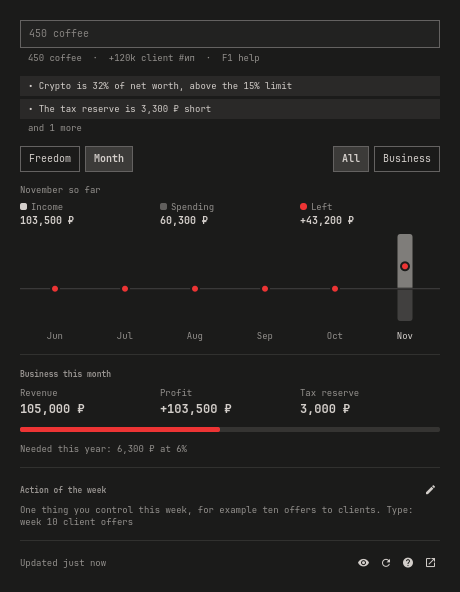 450 coffee
450 coffee · +120k client #ип · F1 help
• Crypto is 32% of net worth, above the 15% limit
• The tax reserve is 3,300 ₽ short
and 1 more
Freedom Month All Business
November so far
Income Spending Left
103,500 ₽ 60,300 ₽ +43,200 ₽
Jun Jul Aug Sep Oct Nov
Business this month
Revenue Profit Tax reserve
105,000 ₽ +103,500 ₽ 3,000 ₽
Needed this year: 6,300 ₽ at 6%
Action of the week
One thing you control this week, for example ten offers to clients. Type:
week 10 client offers
Updated just now